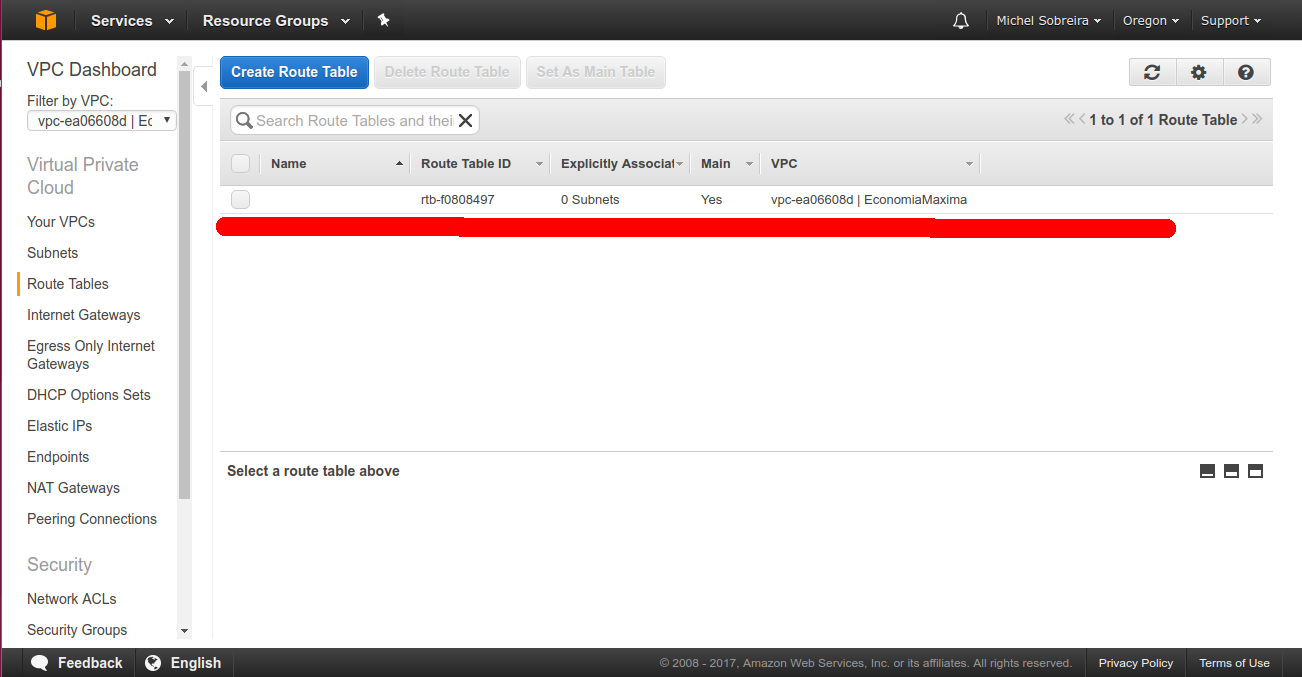 Services Resource Groups Michel Sobreira Oregon Support
VPC Dashboard
Filter by VPC:
vpc-ea06608d | Ec
Virtual Private
Cloud
Your VPCs
Subnets
Route Tables
Internet Gateways
Egress Only Internet
Gateways
DHCP Options Sets
Elastic IPs
Endpoints
NAT Gateways
Peering Connections
Security
Network ACLs
Security Groups
Create Route Table Delete Route Table Set As Main Table
Search Route Tables and thei 1 to 1 of 1 Route Table
Name Route Table ID Explicitly Associat Main VPC
rtb-f0808497 0 Subnets Yes vpc-ea06608d | EconomiaMaxima
Select a route table above
Feedback English © 2008 - 2017, Amazon Web Services, Inc. or its affiliates. All rights reserved. Privacy Policy Terms of Use